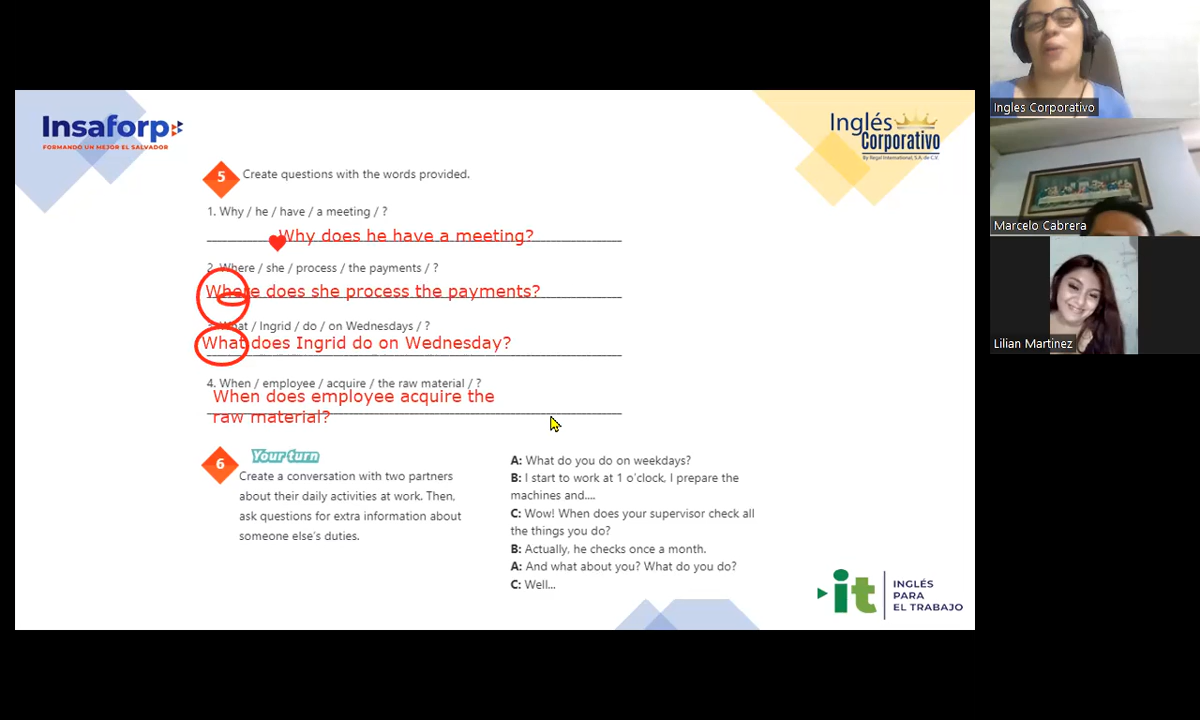 Insaforp
FORMANDO UN MEJOR EL SALVADOR
Inglés
Corporativo
By Regal International, S.A. de C.V.
5 Create questions with the words provided.
1. Why / he / have / a meeting / ?
Why does he have a meeting?
2. Where / she / process / the payments / ?
Where does she process the payments?
3. What / Ingrid / do / on Wednesdays / ?
What does Ingrid do on Wednesday?
4. When / employee / acquire / the raw material / ?
When does employee acquire the
raw material?
6 Your turn
Create a conversation with two partners
about their daily activities at work. Then,
ask questions for extra information about
someone else's duties.
A: What do you do on weekdays?
B: I start to work at 1 o'clock, I prepare the
machines and....
C: Wow! When does your supervisor check all
the things you do?
B: Actually, he checks once a month.
A: And what about you? What do you do?
C: Well...
it
INGLÉS
PARA
EL TRABAJO
Ingles Corporativo
Marcelo Cabrera
Lilian Martinez